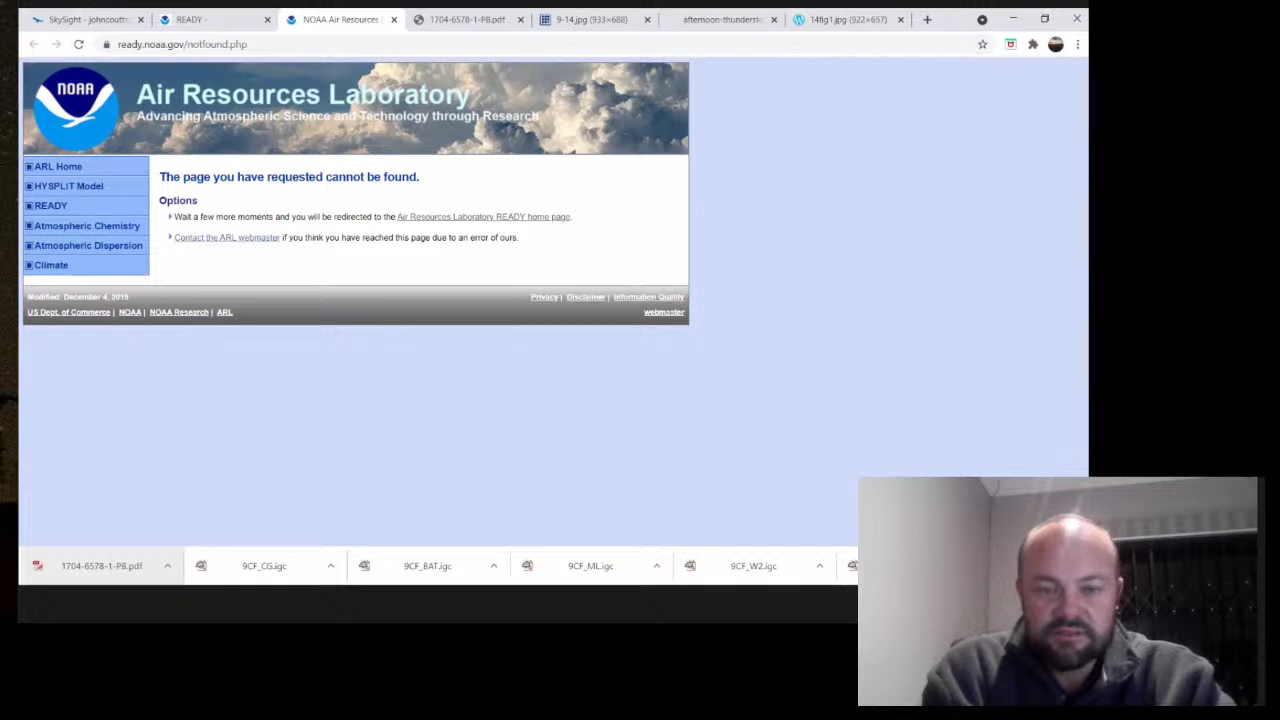 SkySight - johncoutts
READY -
NOAA Air Resources
1704-6578-1-PB.pdf
9-14.jpg (933×688)
afternoon-thunderst
14fig1.jpg (922×657)
ready.noaa.gov/notfound.php
NOAA
Air Resources Laboratory
Advancing Atmospheric Science and Technology through Research
ARL Home
HYSPLIT Model
READY
Atmospheric Chemistry
Atmospheric Dispersion
Climate
The page you have requested cannot be found.
Options
Wait a few more moments and you will be redirected to the Air Resources Laboratory READY home page.
Contact the ARL webmaster if you think you have reached this page due to an error of ours.
Modified: December 4, 2019
Privacy | Disclaimer | Information Quality
US Dept. of Commerce | NOAA | NOAA Research | ARL
webmaster
1704-6578-1-PB.pdf
9CF_CG.igc
9CF_BAT.igc
9CF_ML.igc
9CF_W2.igc